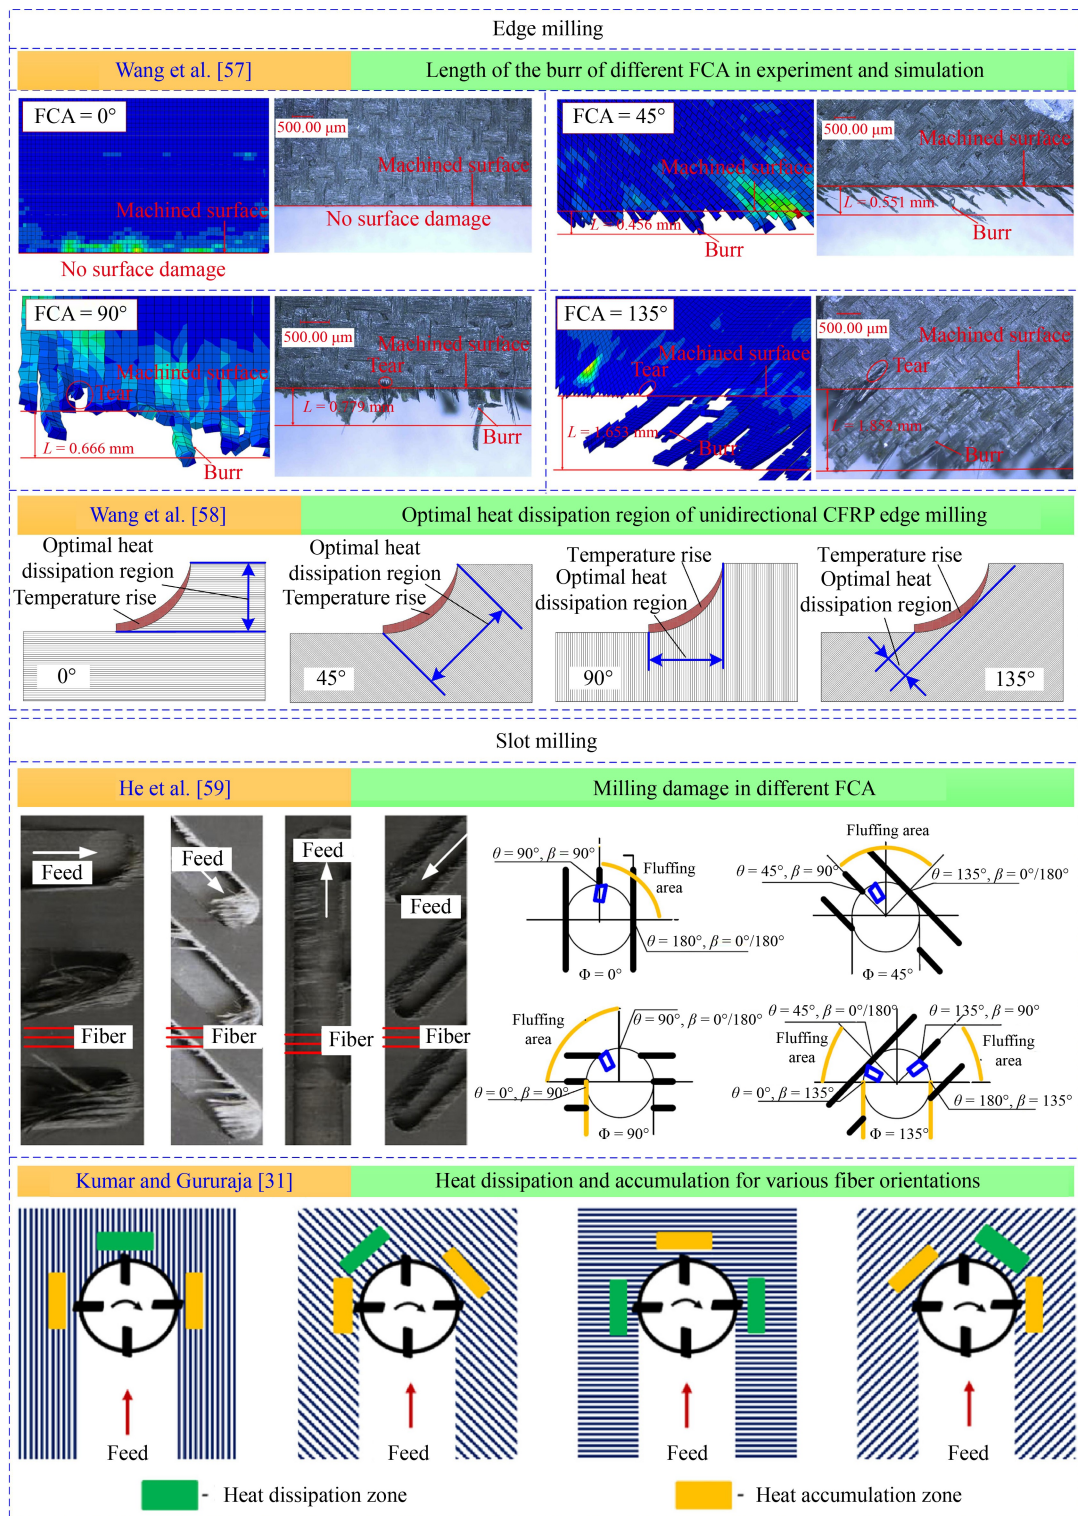 Edge milling
Wang et al. [57]
Length of the burr of different FCA in experiment and simulation
FCA = 0°
Machined surface
No surface damage
500.00 μm
Machined surface
No surface damage
FCA = 45°
Machined surface
L = 0.456 mm
Burr
500.00 μm
Machined surface
L = 0.551 mm
Burr
FCA = 90°
Machined surface
Tear
L = 0.666 mm
Burr
500.00 μm
Machined surface
Tear
L = 0.779 mm
Burr
FCA = 135°
Machined surface
Tear
L = 1.653 mm
Burr
500.00 μm
Machined surface
Tear
L = 1.852 mm
Burr
Wang et al. [58]
Optimal heat dissipation region of unidirectional CFRP edge milling
Optimal heat
dissipation region
Temperature rise
0°
Optimal heat
dissipation region
Temperature rise
45°
Temperature rise
Optimal heat
dissipation region
90°
Temperature rise
Optimal heat
dissipation region
135°
Slot milling
He et al. [59]
Milling damage in different FCA
Feed
Fiber
Feed
Fiber
Feed
Fiber
Feed
Fiber
θ = 90°, β = 90°
Fluffing
area
θ = 180°, β = 0°/180°
Φ = 0°
Fluffing area
θ = 45°, β = 90°
θ = 135°, β = 0°/180°
Φ = 45°
Fluffing
area
θ = 90°, β = 0°/180°
θ = 0°, β = 90°
Φ = 90°
θ = 45°, β = 0°/180°
θ = 135°, β = 90°
Fluffing
area
Fluffing
area
θ = 0°, β = 135°
θ = 180°, β = 135°
Φ = 135°
Kumar and Gururaja [31]
Heat dissipation and accumulation for various fiber orientations
Feed
Feed
Feed
Feed
- Heat dissipation zone
- Heat accumulation zone